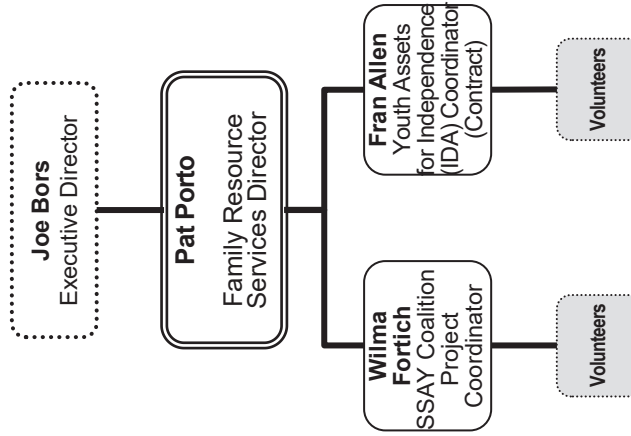 Joe Bors
Executive Director
Pat Porto
Family Resource
Services Director
Wilma
Fortich
SSAY Coalition
Project
Coordinator
Fran Allen
Youth Assets
for Independence
(IDA) Coordinator
(Contract)
Volunteers
Volunteers